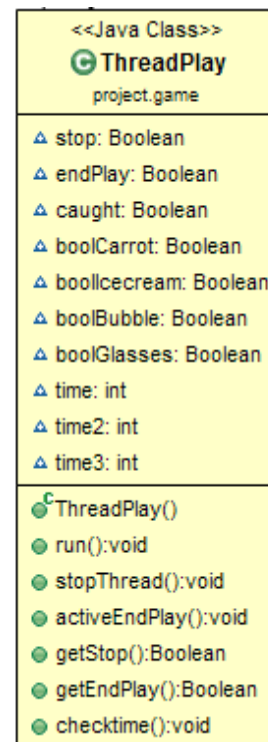 <<Java Class>>
ThreadPlay
project.game
stop: Boolean
endPlay: Boolean
caught: Boolean
boolCarrot: Boolean
boolIcecream: Boolean
boolBubble: Boolean
boolGlasses: Boolean
time: int
time2: int
time3: int
ThreadPlay()
run():void
stopThread():void
activeEndPlay():void
getStop():Boolean
getEndPlay():Boolean
checktime():void